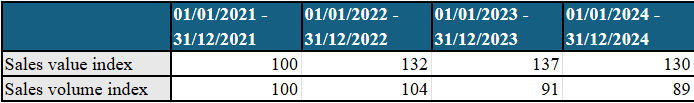 01/01/2021 - 01/01/2022 - 01/01/2023 - 01/01/2024 -
31/12/2021 31/12/2022 31/12/2023 31/12/2024
Sales value index 100 132 137 130
Sales volume index 100 104 91 89